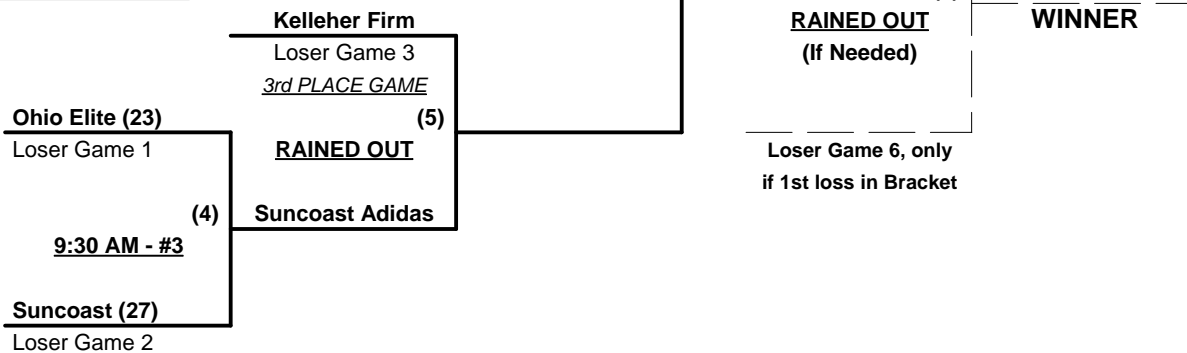 Kelleher Firm
Loser Game 3
3rd PLACE GAME
(5)
RAINED OUT
Ohio Elite (23)
Loser Game 1
(4)
9:30 AM - #3
Suncoast Adidas
Suncoast (27)
Loser Game 2
RAINED OUT
(If Needed)
Loser Game 6, only
if 1st loss in Bracket
WINNER